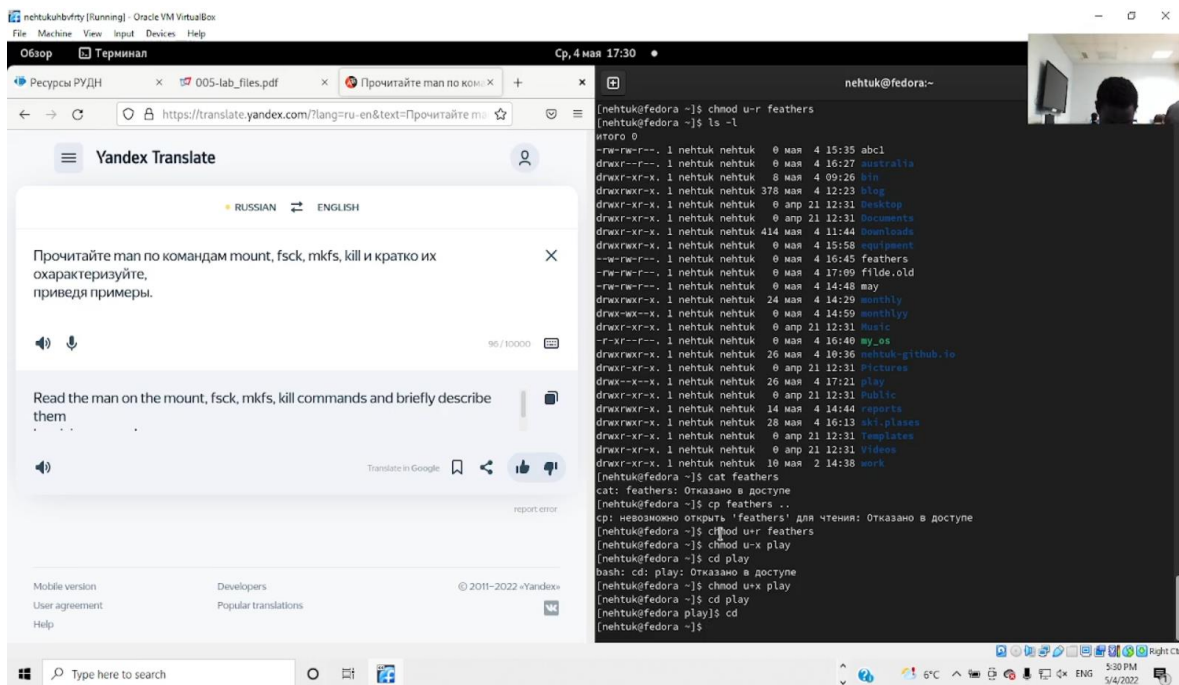 nehtukuhbvfrty [Running] - Oracle VM VirtualBox
File Machine View Input Devices Help
Обзор Терминал Ср, 4 мая 17:30
Ресурсы РУДН 005-lab_files.pdf Прочитайте man по ком
https://translate.yandex.com/?lang=ru-en&text=Прочитайте ma
Yandex Translate
RUSSIAN ENGLISH
Прочитайте man по командам mount, fsck, mkfs, kill и кратко их
охарактеризуйте,
приведя примеры.
96/10000
Read the man on the mount, fsck, mkfs, kill commands and briefly describe
them
Translate in Google
report error
Mobile version Developers © 2011–2022 «Yandex»
User agreement Popular translations
Help
nehtuk@fedora:~
[nehtuk@fedora ~]$ chmod u-r feathers
[nehtuk@fedora ~]$ ls -l
итого 0
-rw-rw-r--. 1 nehtuk nehtuk 0 мая 4 15:35 abc1
drwxr--r--. 1 nehtuk nehtuk 0 мая 4 16:27 australia
drwxr-xr-x. 1 nehtuk nehtuk 8 мая 4 09:26 bin
drwxrwxr-x. 1 nehtuk nehtuk 378 мая 4 12:23 blog
drwxr-xr-x. 1 nehtuk nehtuk 0 апр 21 12:31 Desktop
drwxr-xr-x. 1 nehtuk nehtuk 0 апр 21 12:31 Documents
drwxr-xr-x. 1 nehtuk nehtuk 414 мая 4 11:44 Downloads
drwxrwxr-x. 1 nehtuk nehtuk 0 мая 4 15:58 equipment
--w-rw-r--. 1 nehtuk nehtuk 0 мая 4 16:45 feathers
-rw-rw-r--. 1 nehtuk nehtuk 0 мая 4 17:09 filde.old
-rw-rw-r--. 1 nehtuk nehtuk 0 мая 4 14:48 may
drwxrwxr-x. 1 nehtuk nehtuk 24 мая 4 14:29 monthly
drwx-wx--x. 1 nehtuk nehtuk 0 мая 4 14:59 monthlyy
drwxr-xr-x. 1 nehtuk nehtuk 0 апр 21 12:31 Music
-r-xr--r--. 1 nehtuk nehtuk 0 мая 4 16:40 my_os
drwxrwxr-x. 1 nehtuk nehtuk 26 мая 4 10:36 nehtuk-github.io
drwxr-xr-x. 1 nehtuk nehtuk 0 апр 21 12:31 Pictures
drwx--x--x. 1 nehtuk nehtuk 26 мая 4 17:21 play
drwxr-xr-x. 1 nehtuk nehtuk 0 апр 21 12:31 Public
drwxrwxr-x. 1 nehtuk nehtuk 14 мая 4 14:44 reports
drwxrwxr-x. 1 nehtuk nehtuk 28 мая 4 16:13 ski.plases
drwxr-xr-x. 1 nehtuk nehtuk 0 апр 21 12:31 Templates
drwxr-xr-x. 1 nehtuk nehtuk 0 апр 21 12:31 Videos
drwxr-xr-x. 1 nehtuk nehtuk 10 мая 2 14:38 work
[nehtuk@fedora ~]$ cat feathers
cat: feathers: Отказано в доступе
[nehtuk@fedora ~]$ cp feathers ..
cp: невозможно открыть 'feathers' для чтения: Отказано в доступе
[nehtuk@fedora ~]$ chmod u+r feathers
[nehtuk@fedora ~]$ chmod u-x play
[nehtuk@fedora ~]$ cd play
bash: cd: play: Отказано в доступе
[nehtuk@fedora ~]$ chmod u+x play
[nehtuk@fedora ~]$ cd play
[nehtuk@fedora play]$ cd
[nehtuk@fedora ~]$
Right Ct
Type here to search
6°C ENG 5:30 PM
5/4/2022